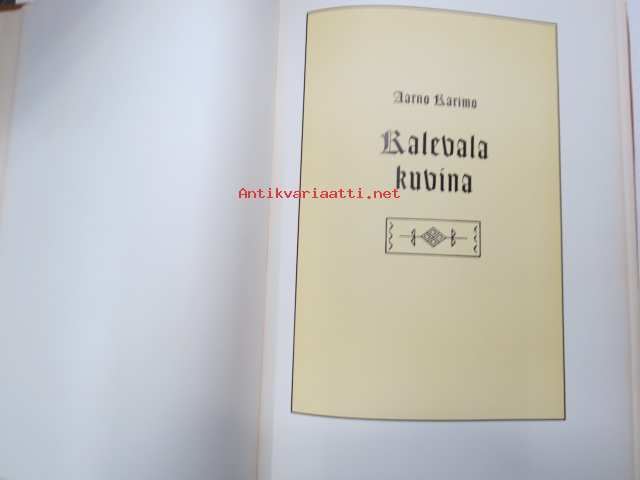 Aarno Karimo
Kalevala
kuvina
Antikvariaatti.net